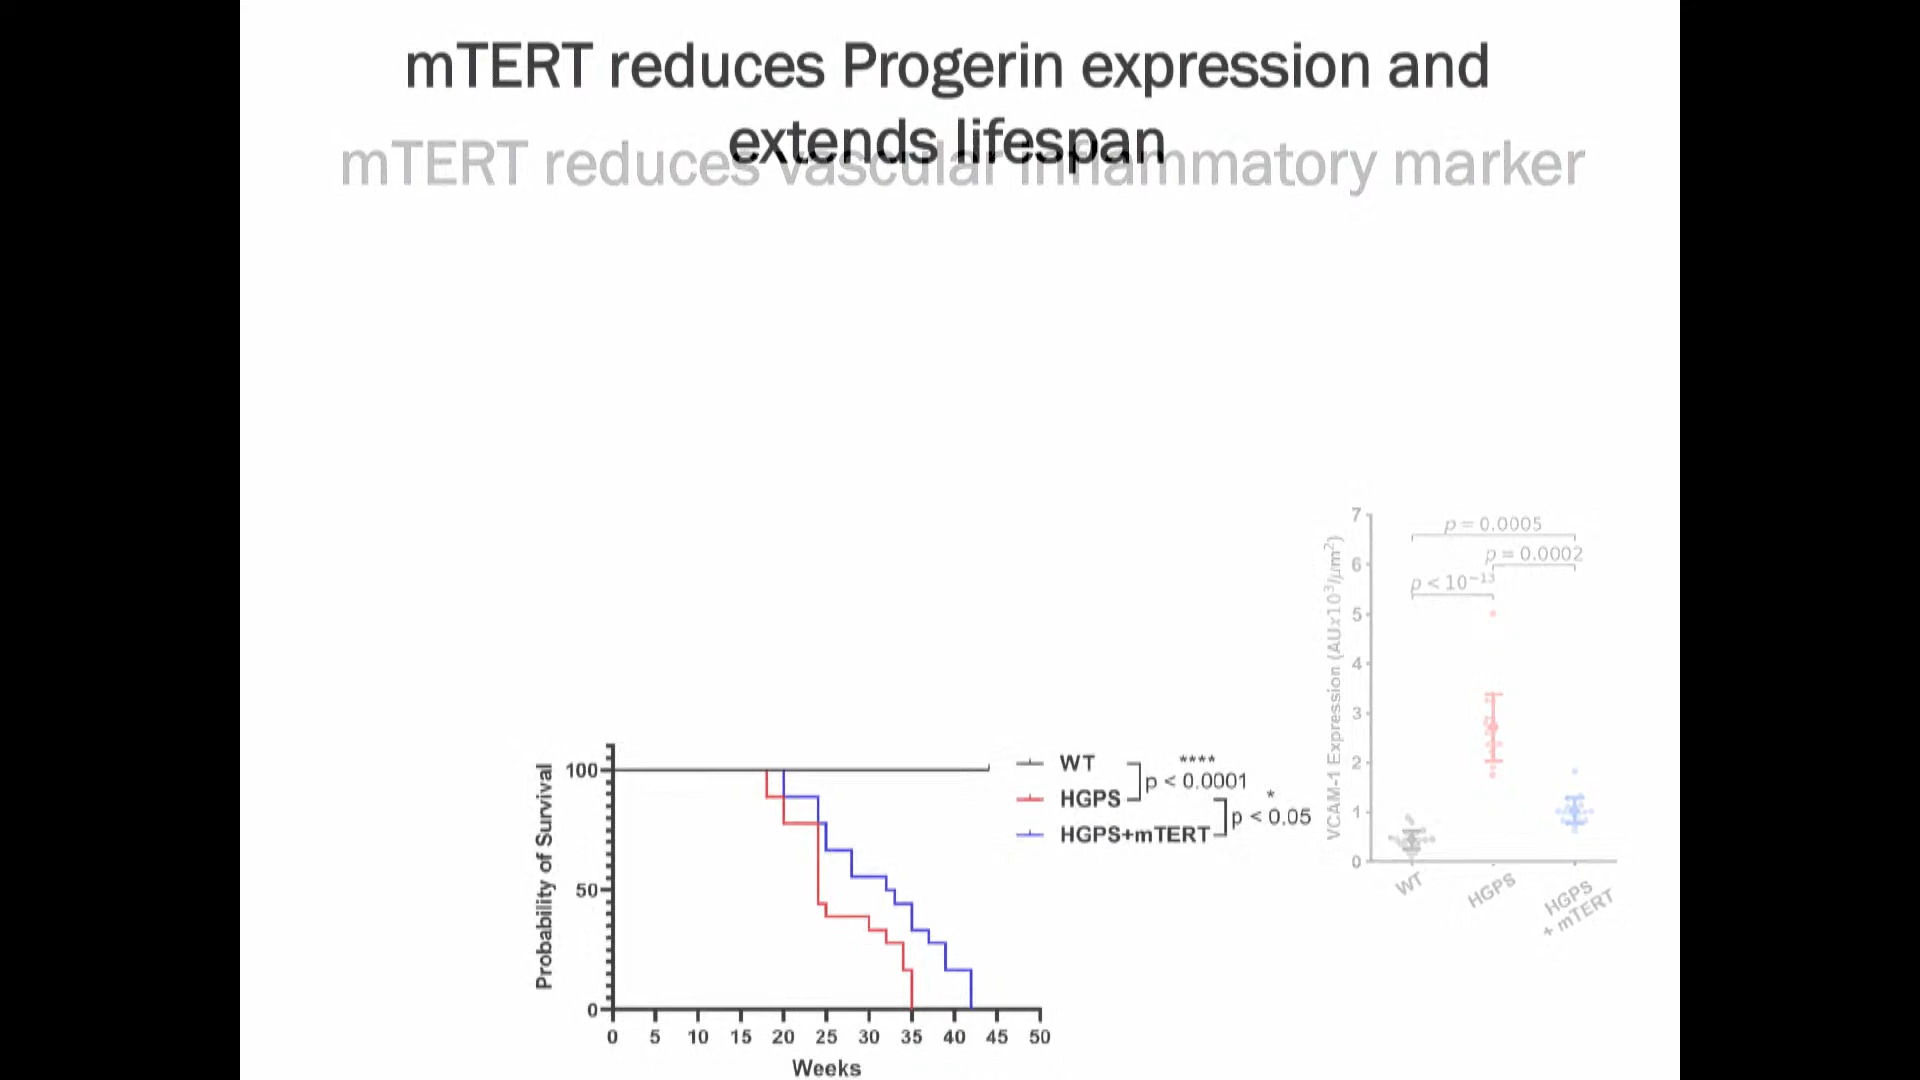 mTERT reduces Progerin expression and
extends lifespan
mTERT reduces vascular inflammatory marker
7
6
5
4
3
2
1
0
VCAM-1 Expression (AUx10³/μm²)
p = 0.0005
p = 0.0002
p < 10⁻¹³
WT
HGPS
HGPS
+ mTERT
Probability of Survival
100
50
0
0 5 10 15 20 25 30 35 40 45 50
Weeks
WT
HGPS
HGPS+mTERT
****
p < 0.0001
*
p < 0.05